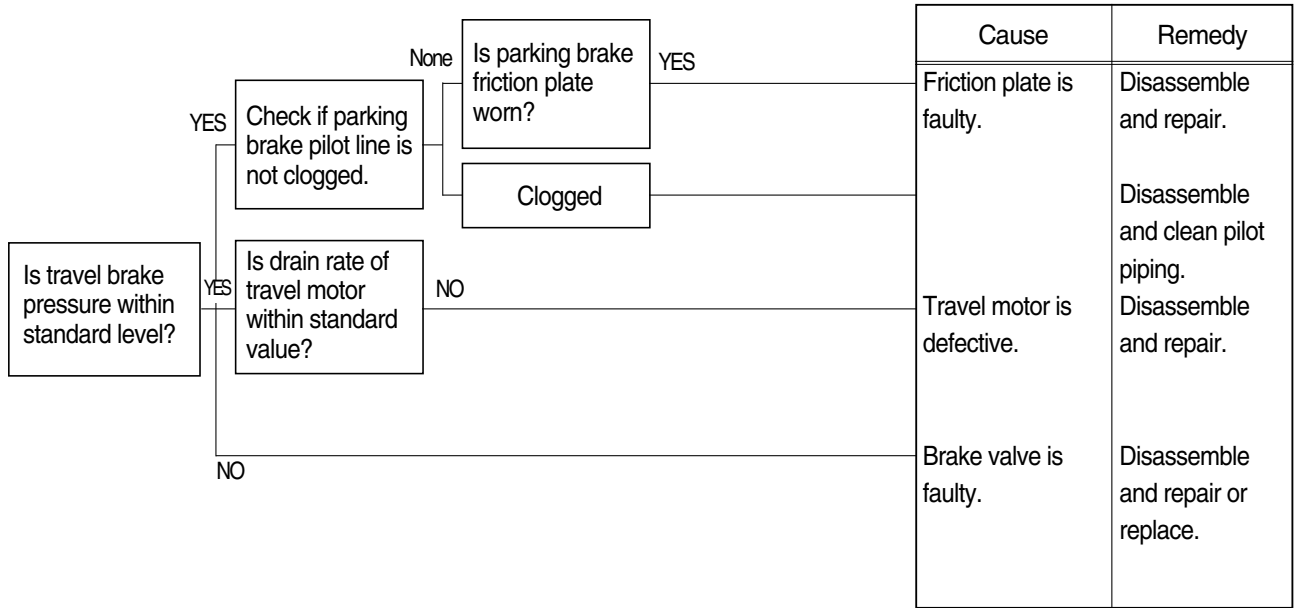 Cause
Remedy
None
Is parking brake
friction plate
worn?
YES
Friction plate is
faulty.
Disassemble
and repair.
YES
Check if parking
brake pilot line is
not clogged.
Clogged
Disassemble
and clean pilot
piping.
Is travel brake
pressure within
standard level?
YES
Is drain rate of
travel motor
within standard
value?
NO
Travel motor is
defective.
Disassemble
and repair.
NO
Brake valve is
faulty.
Disassemble
and repair or
replace.